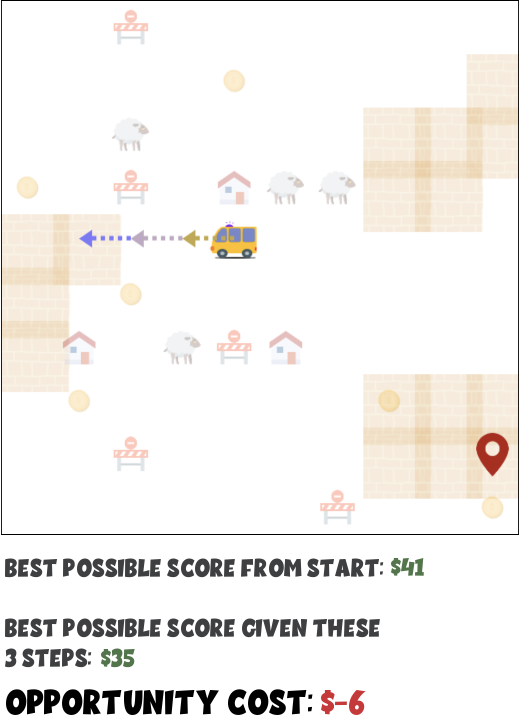 BEST POSSIBLE SCORE FROM START: $41
BEST POSSIBLE SCORE GIVEN THESE
3 STEPS: $35
OPPORTUNITY COST: $-6